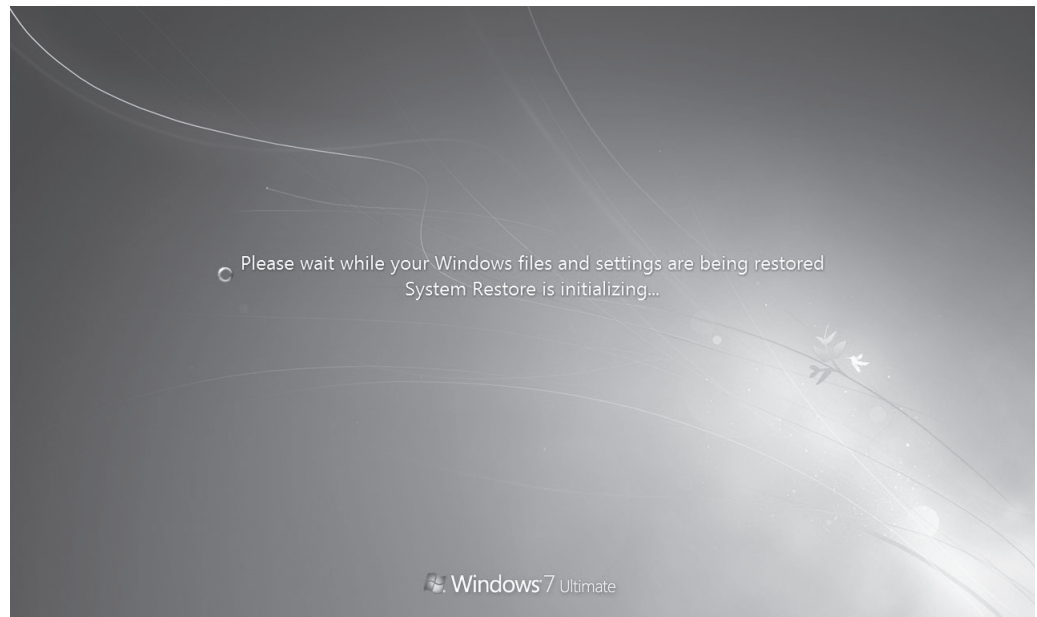 Please wait while your Windows files and settings are being restored
System Restore is initializing...
Windows 7 Ultimate